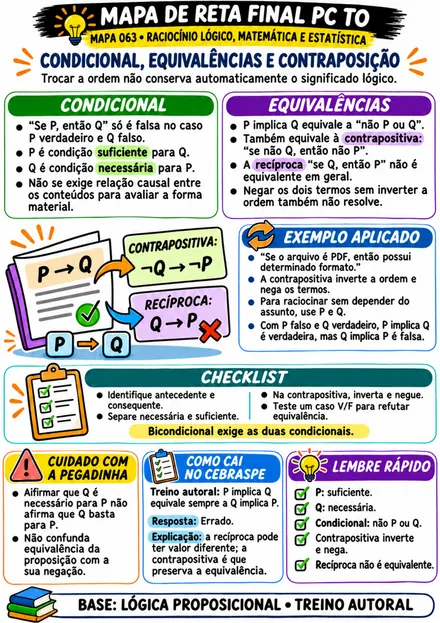 MAPA DE RETA FINAL PC TO
MAPA 063 • RACIOCÍNIO LÓGICO, MATEMÁTICA E ESTATÍSTICA
CONDICIONAL, EQUIVALÊNCIAS E CONTRAPOSIÇÃO
Trocar a ordem não conserva automaticamente o significado lógico.
CONDICIONAL
• "Se P, então Q" só é falsa no caso
P verdadeiro e Q falso.
• P é condição suficiente para Q.
• Q é condição necessária para P.
• Não se exige relação causal entre
os conteúdos para avaliar a forma
material.
EQUIVALÊNCIAS
• P implica Q equivale a "não P ou Q".
• Também equivale à contrapositiva:
"se não Q, então não P".
• A recíproca "se Q, então P" não é
equivalente em geral.
• Negar os dois termos sem inverter a
ordem também não resolve.
P → Q
CONTRAPOSITIVA:
¬Q → ¬P
RECÍPROCA:
Q → P
P → Q
EXEMPLO APLICADO
• "Se o arquivo é PDF, então possui
determinado formato."
• A contrapositiva inverte a ordem e
nega os termos.
• Para raciocinar sem depender do
assunto, use P e Q.
• Com P falso e Q verdadeiro, P implica Q
é verdadeira, mas Q implica P é falsa.
CHECKLIST
• Identifique antecedente e
consequente.
• Separe necessária e suficiente.
• Na contrapositiva, inverta e negue.
• Teste um caso V/F para refutar
equivalência.
Bicondicional exige as duas condicionais.
CUIDADO COM
A PEGADINHA
• Afirmar que Q é
necessário para P não
afirma que Q basta
para P.
• Não confunda
equivalência da
proposição com a
sua negação.
COMO CAI
NO CEBRASPE
Treino autoral: P implica Q
equivale sempre a Q implica P.
Resposta: Errado.
Explicação: a recíproca pode
ter valor diferente; a
contrapositiva é que
preserva a equivalência.
LEMBRE RÁPIDO
P: suficiente.
Q: necessária.
Condicional: não P ou Q.
Contrapositiva inverte
e nega.
Recíproca não é equivalente.
BASE: LÓGICA PROPOSICIONAL • TREINO AUTORAL